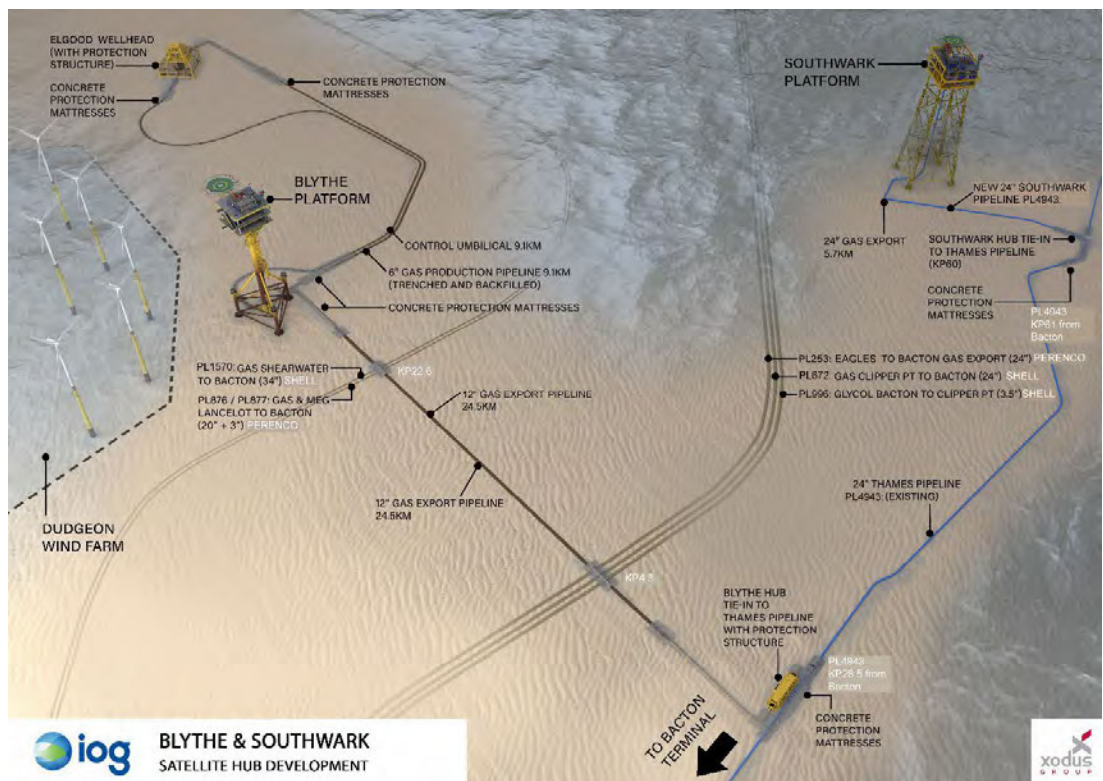 ELGOOD WELLHEAD
(WITH PROTECTION
STRUCTURE)
CONCRETE
PROTECTION
MATTRESSES
CONCRETE PROTECTION
MATTRESSES
SOUTHWARK
PLATFORM
BLYTHE
PLATFORM
NEW 24" SOUTHWARK
PIPELINE PL4943:
24" GAS EXPORT
5.7KM
SOUTHWARK HUB TIE-IN
TO THAMES PIPELINE
(KP60)
CONCRETE
PROTECTION
MATTRESSES
PL4943
KP61 from
Bacton
CONTROL UMBILICAL 9.1KM
6" GAS PRODUCTION PIPELINE 9.1KM
(TRENCHED AND BACKFILLED)
CONCRETE PROTECTION MATTRESSES
PL1570: GAS SHEARWATER
TO BACTON (34") SHELL
KP22.6
PL876 / PL877: GAS & MEG
LANCELOT TO BACTON
(20" + 3") PERENCO
12" GAS EXPORT PIPELINE
24.5KM
PL253: EAGLES TO BACTON GAS EXPORT (24") PERENCO
PL672: GAS CLIPPER PT TO BACTON (24") SHELL
PL996: GLYCOL BACTON TO CLIPPER PT (3.5") SHELL
12" GAS EXPORT PIPELINE
24.5KM
24" THAMES PIPELINE
PL4943: (EXISTING)
DUDGEON
WIND FARM
KP4.3
BLYTHE HUB
TIE-IN TO
THAMES PIPELINE
WITH PROTECTION
STRUCTURE
PL4943
KP28.5 from
Bacton
CONCRETE
PROTECTION
MATTRESSES
TO BACTON
TERMINAL
iog
BLYTHE & SOUTHWARK
SATELLITE HUB DEVELOPMENT
xodus
GROUP